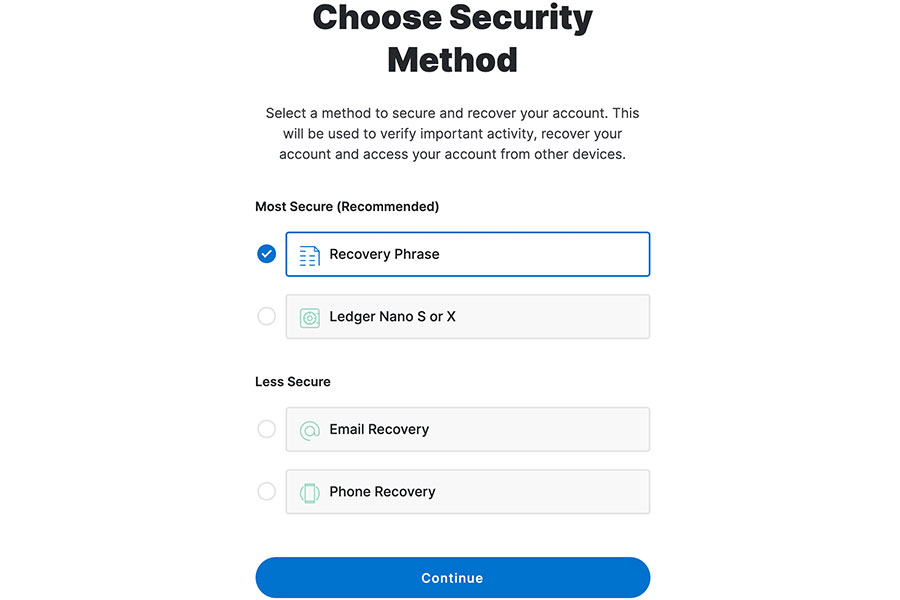 Choose Security
Method
Select a method to secure and recover your account. This
will be used to verify important activity, recover your
account and access your account from other devices.
Most Secure (Recommended)
Recovery Phrase
Ledger Nano S or X
Less Secure
Email Recovery
Phone Recovery
Continue